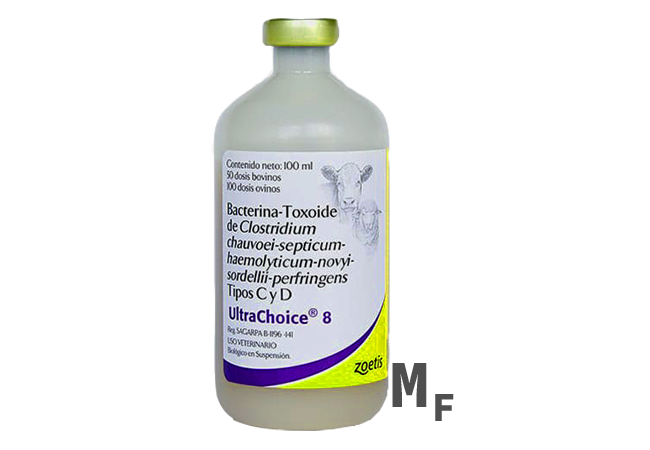 Contenido neto: 100 ml
50 dosis bovinos
100 dosis ovinos
Bacterina-Toxoide
de Clostridium
chauvoei-septicum-
haemolyticum-novyi-
sordellii-perfringens
Tipos C y D
UltraChoice® 8
Reg. SAGARPA B-1196-141
USO VETERINARIO
Biológico en Suspensión.
zoetis
MF